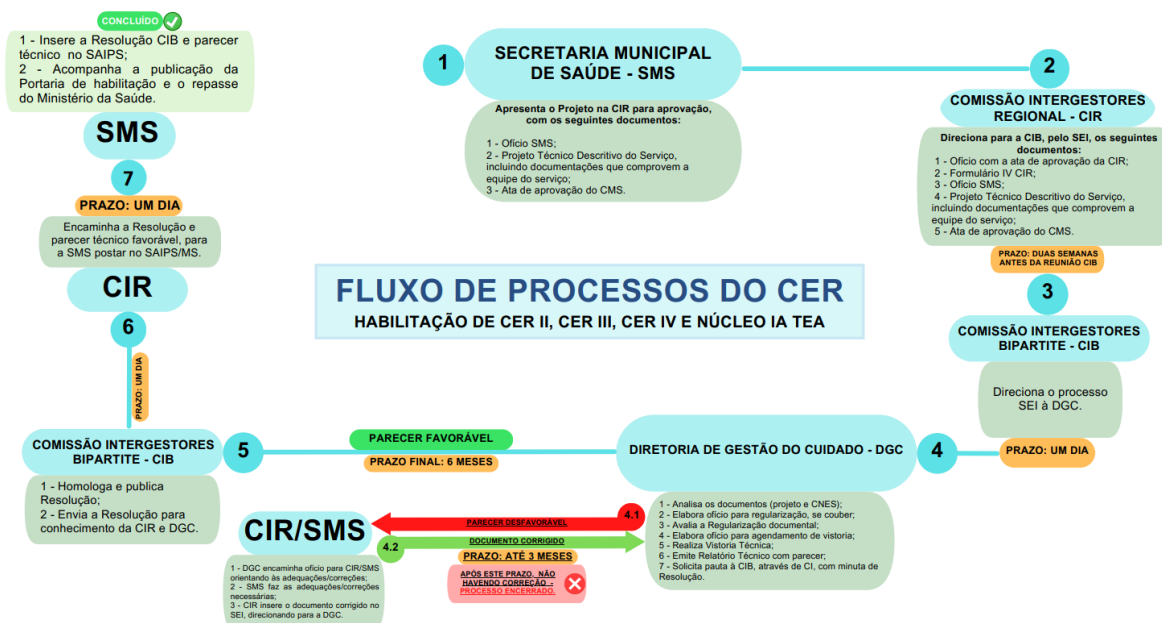 FLUXO DE PROCESSOS DO CER
HABILITAÇÃO DE CER II, CER III, CER IV E NÚCLEO IA TEA
1
SECRETARIA MUNICIPAL
DE SAÚDE - SMS
Apresenta o Projeto na CIR para aprovação,
com os seguintes documentos:
1 - Ofício SMS;
2 - Projeto Técnico Descritivo do Serviço,
incluindo documentações que comprovem a
equipe do serviço;
3 - Ata de aprovação do CMS.
2
COMISSÃO INTERGESTORES
REGIONAL - CIR
Direciona para a CIB, pelo SEI, os seguintes
documentos:
1 - Ofício com a ata de aprovação da CIR;
2 - Formulário IV CIR;
3 - Ofício SMS;
4 - Projeto Técnico Descritivo do Serviço,
incluindo documentações que comprovem a
equipe do serviço;
5 - Ata de aprovação do CMS.
PRAZO: DUAS SEMANAS
ANTES DA REUNIÃO CIB
3
COMISSÃO INTERGESTORES
BIPARTITE - CIB
Direciona o processo
SEI à DGC.
PRAZO: UM DIA
4
DIRETORIA DE GESTÃO DO CUIDADO - DGC
1 - Analisa os documentos (projeto e CNES);
2 - Elabora ofício para regularização, se couber;
3 - Avalia a Regularização documental;
4 - Elabora ofício para agendamento de vistoria;
5 - Realiza Vistoria Técnica;
6 - Emite Relatório Técnico com parecer;
7 - Solicita pauta à CIB, através de CI, com minuta de
Resolução.
4.1
PARECER DESFAVORÁVEL
CIR/SMS
4.2
DOCUMENTO CORRIGIDO
PRAZO: ATÉ 3 MESES
APÓS ESTE PRAZO, NÃO
HAVENDO CORREÇÃO -
PROCESSO ENCERRADO.
1 - DGC encaminha ofício para CIR/SMS
orientando às adequações/correções;
2 - SMS faz as adequações/correções
necessárias;
3 - CIR insere o documento corrigido no
SEI, direcionando para a DGC.
PARECER FAVORÁVEL
PRAZO FINAL: 6 MESES
5
COMISSÃO INTERGESTORES
BIPARTITE - CIB
1 - Homologa e publica
Resolução;
2 - Envia a Resolução para
conhecimento da CIR e DGC.
PRAZO: UM DIA
6
CIR
Encaminha a Resolução e
parecer técnico favorável, para
a SMS postar no SAIPS/MS.
PRAZO: UM DIA
7
SMS
CONCLUÍDO
1 - Insere a Resolução CIB e parecer
técnico no SAIPS;
2 - Acompanha a publicação da
Portaria de habilitação e o repasse
do Ministério da Saúde.